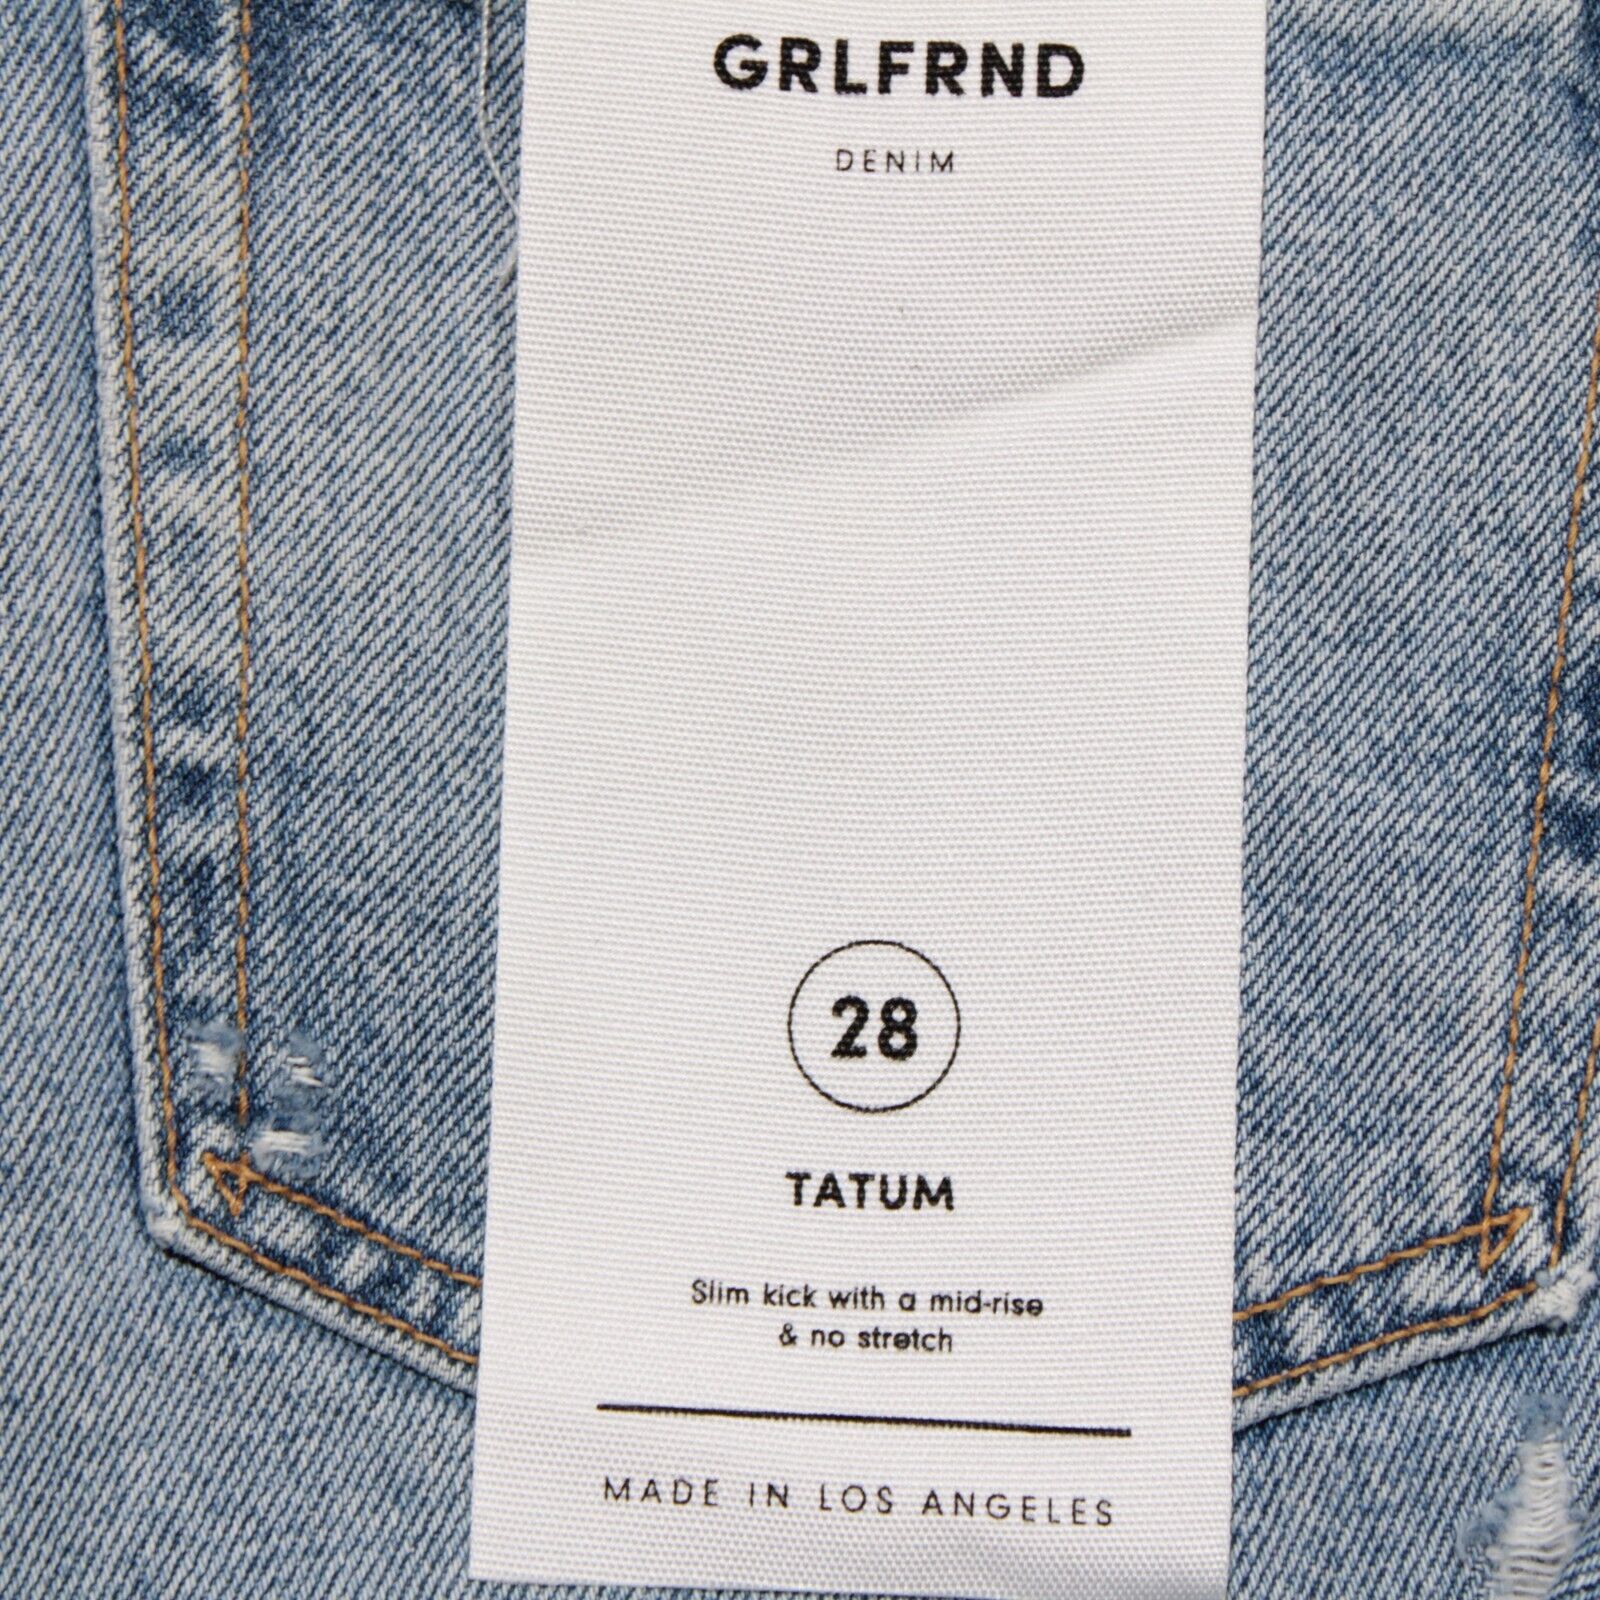 GRLFRND
DENIM
28
TATUM
Slim kick with a mid-rise
& no stretch
MADE IN LOS ANGELES